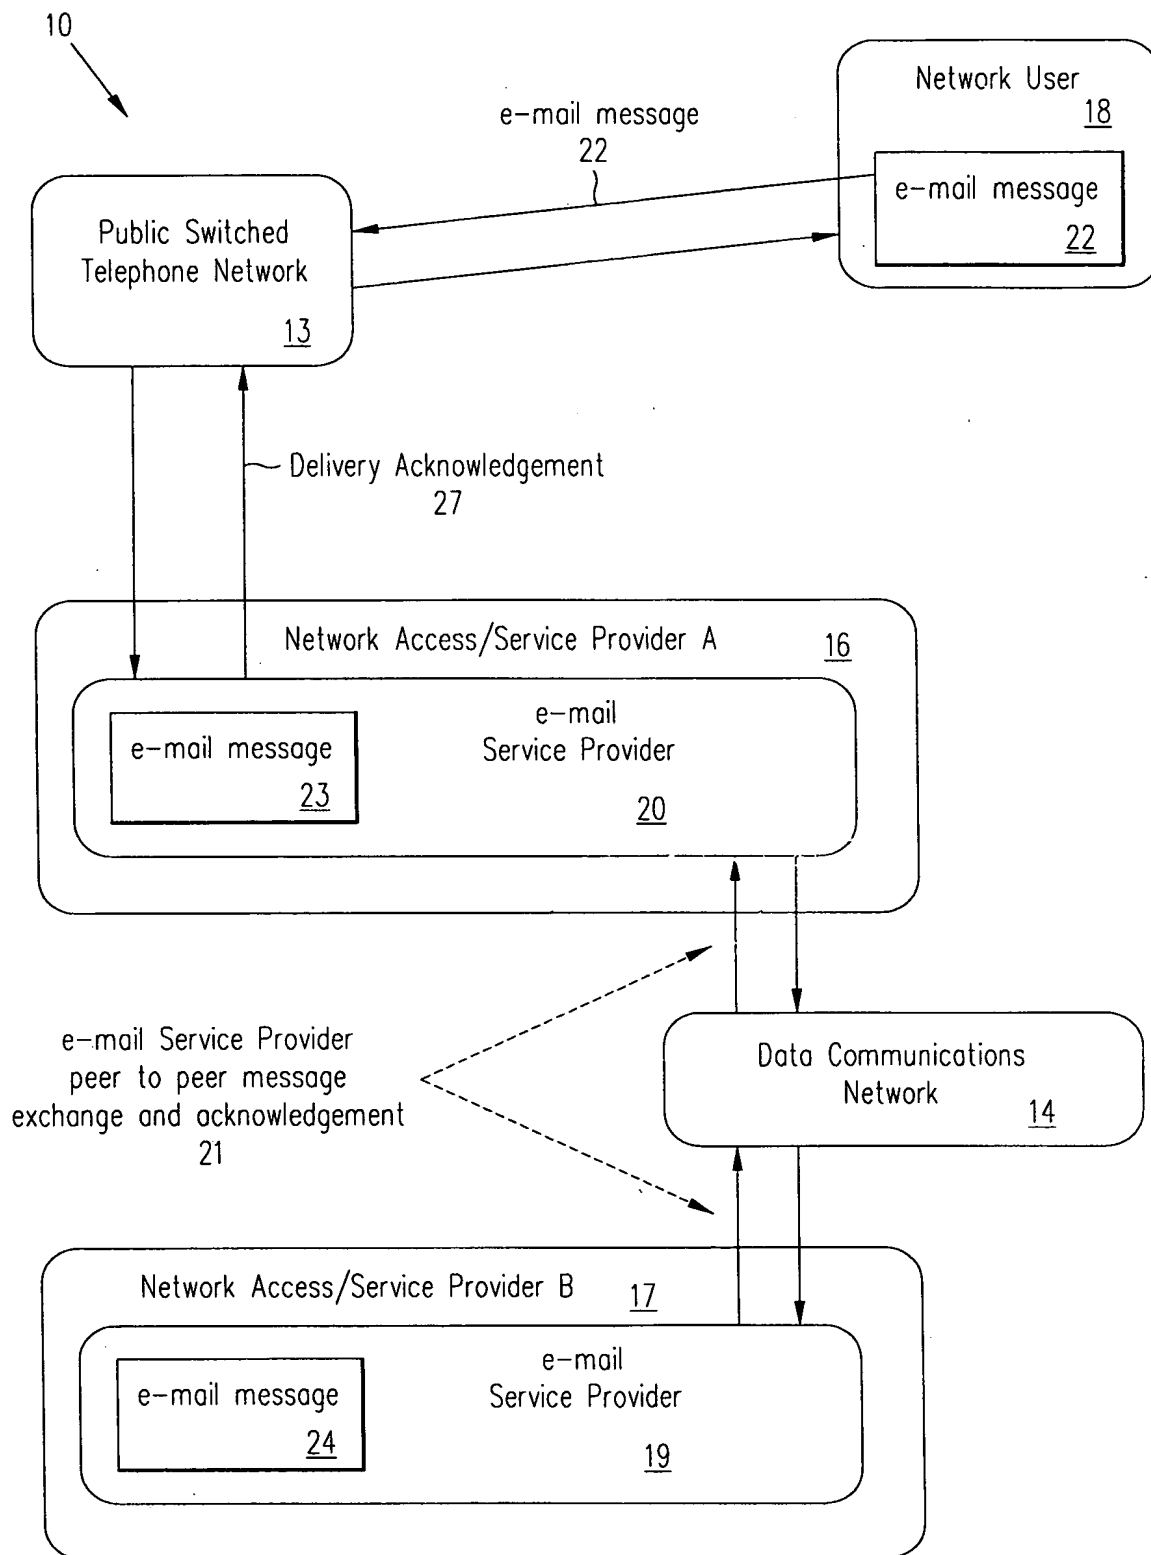 10
Network User
18
e-mail message
22
e-mail message
22
Public Switched
Telephone Network
13
Delivery Acknowledgement
27
Network Access/Service Provider A
16
e-mail
Service Provider
20
e-mail message
23
e-mail Service Provider
peer to peer message
exchange and acknowledgement
21
Data Communications
Network
14
Network Access/Service Provider B
17
e-mail
Service Provider
19
e-mail message
24